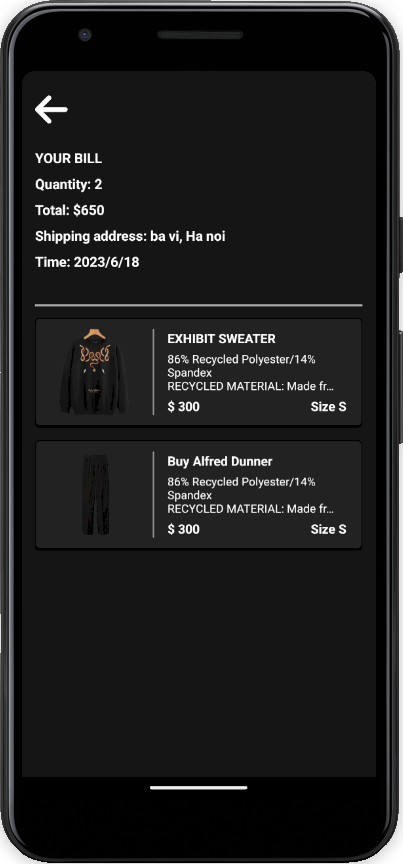 YOUR BILL
Quantity: 2
Total: $650
Shipping address: ba vi, Ha noi
Time: 2023/6/18
EXHIBIT SWEATER
86% Recycled Polyester/14%
Spandex
RECYCLED MATERIAL: Made fr...
$ 300 Size S
Buy Alfred Dunner
86% Recycled Polyester/14%
Spandex
RECYCLED MATERIAL: Made fr...
$ 300 Size S